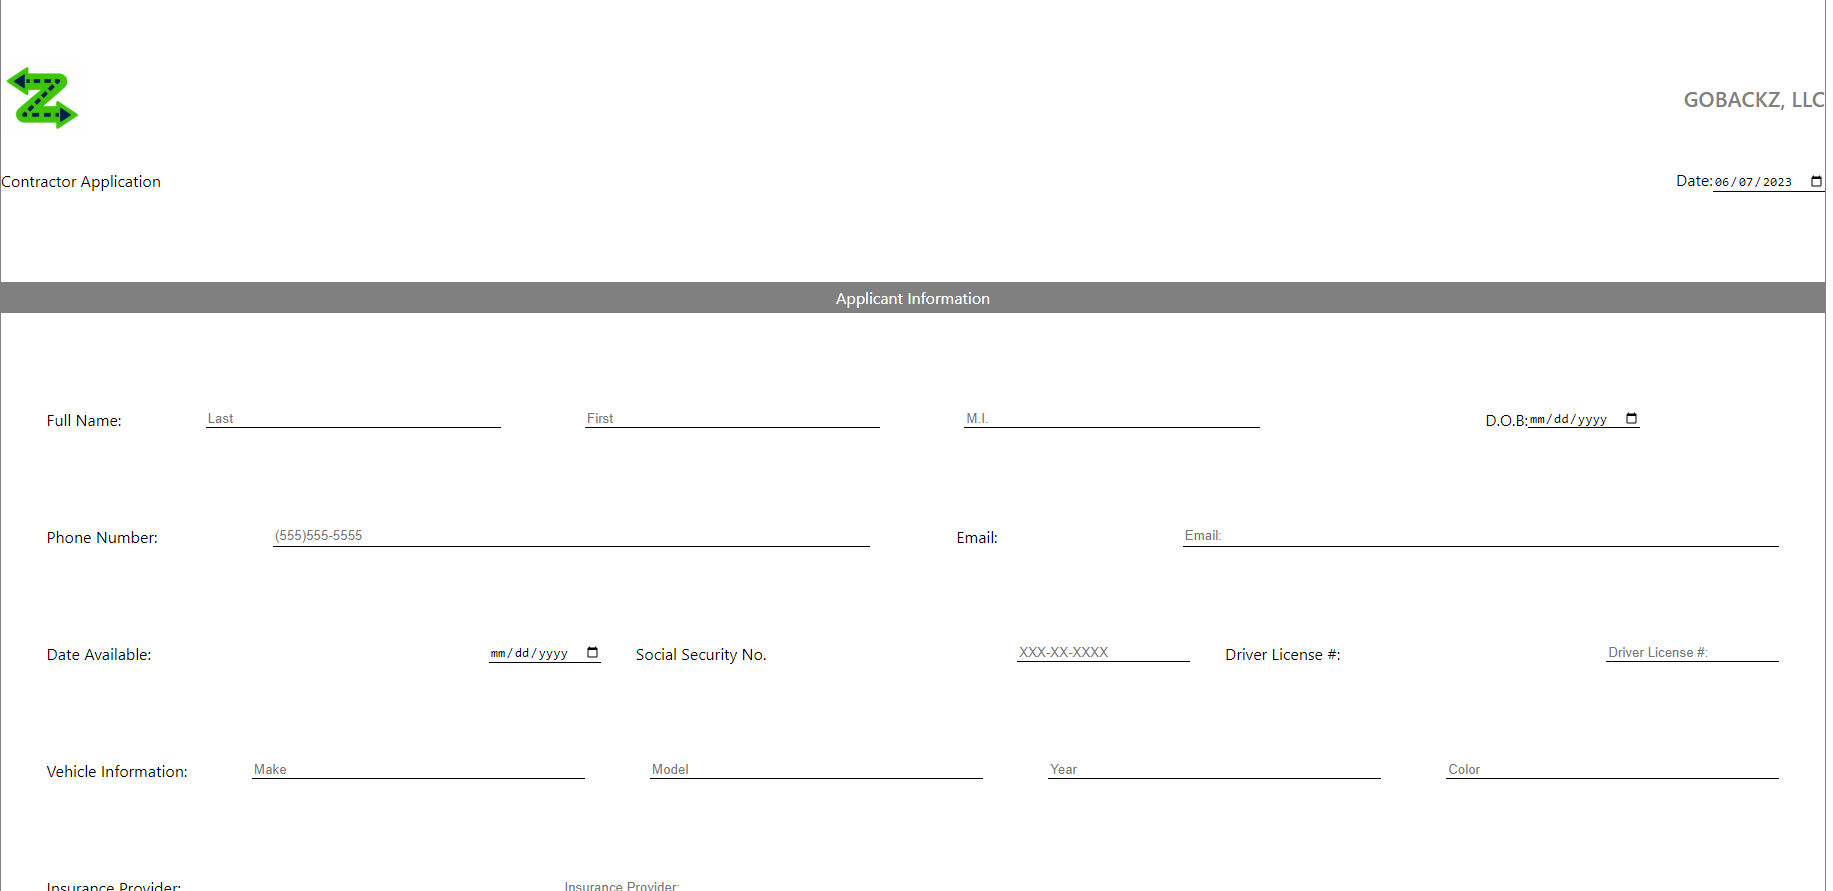 GOBACKZ, LLC
Contractor Application Date: 06/07/2023
Applicant Information
Full Name: Last First M.I. D.O.B: mm/dd/yyyy
Phone Number: (555)555-5555 Email: Email:
Date Available: mm/dd/yyyy Social Security No. XXX-XX-XXXX Driver License #: Driver License #:
Vehicle Information: Make Model Year Color
Insurance Provider: Insurance Provider: